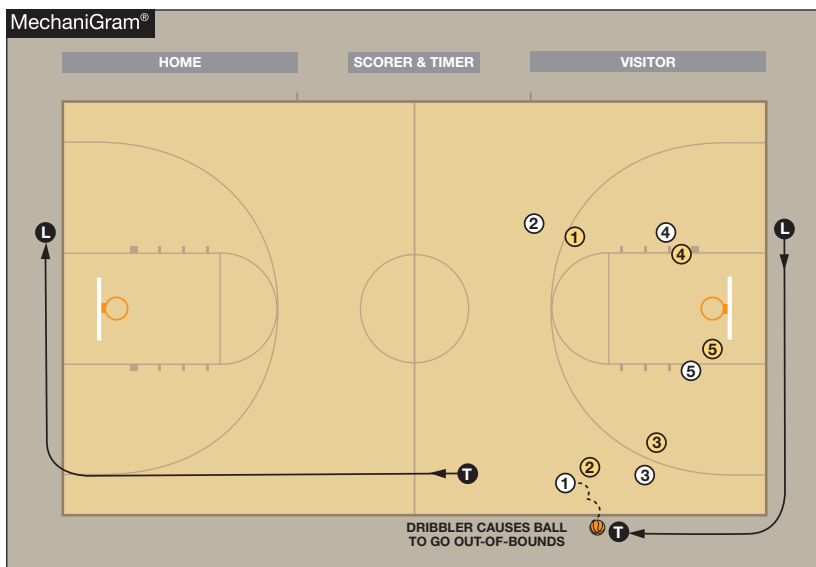 MechaniGram®
HOME
SCORER & TIMER
VISITOR
2
1
4
4
L
L
5
5
3
2
3
1
T
T
DRIBBLER CAUSES BALL
TO GO OUT-OF-BOUNDS